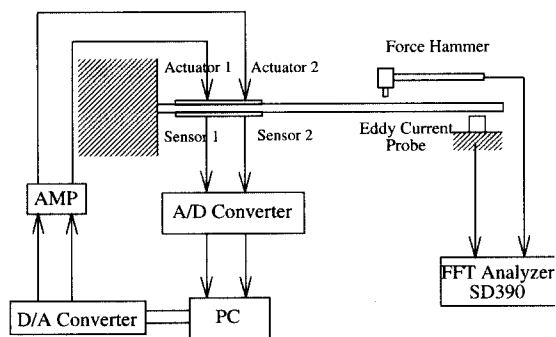 Force Hammer
Actuator 1
Actuator 2
Sensor 1
Sensor 2
Eddy Current
Probe
AMP
A/D Converter
FFT Analyzer
SD390
D/A Converter
PC